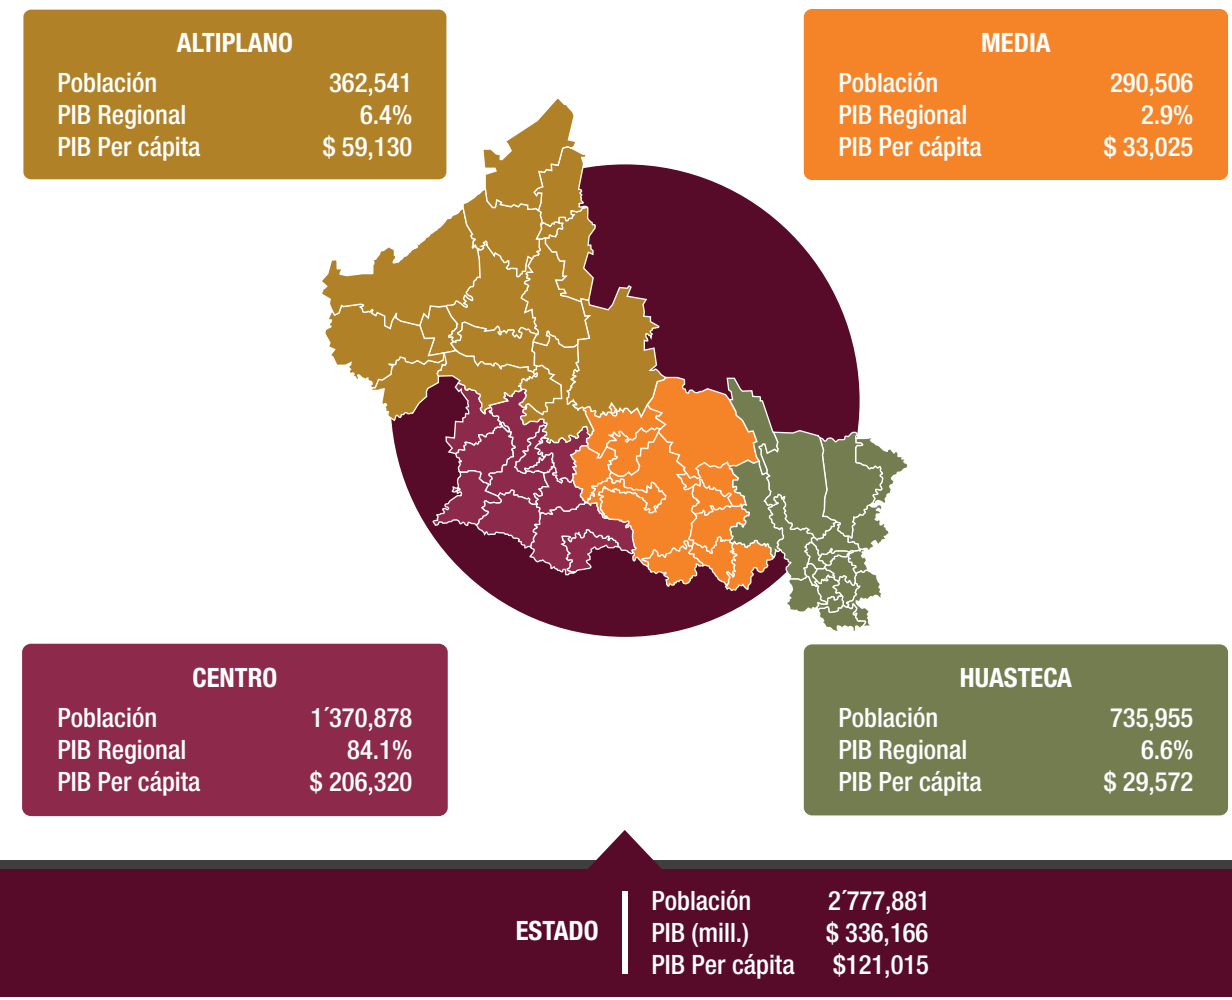 ALTIPLANO
Población 362,541
PIB Regional 6.4%
PIB Per cápita $ 59,130
MEDIA
Población 290,506
PIB Regional 2.9%
PIB Per cápita $ 33,025
CENTRO
Población 1´370,878
PIB Regional 84.1%
PIB Per cápita $ 206,320
HUASTECA
Población 735,955
PIB Regional 6.6%
PIB Per cápita $ 29,572
ESTADO
Población 2´777,881
PIB (mill.) $ 336,166
PIB Per cápita $121,015